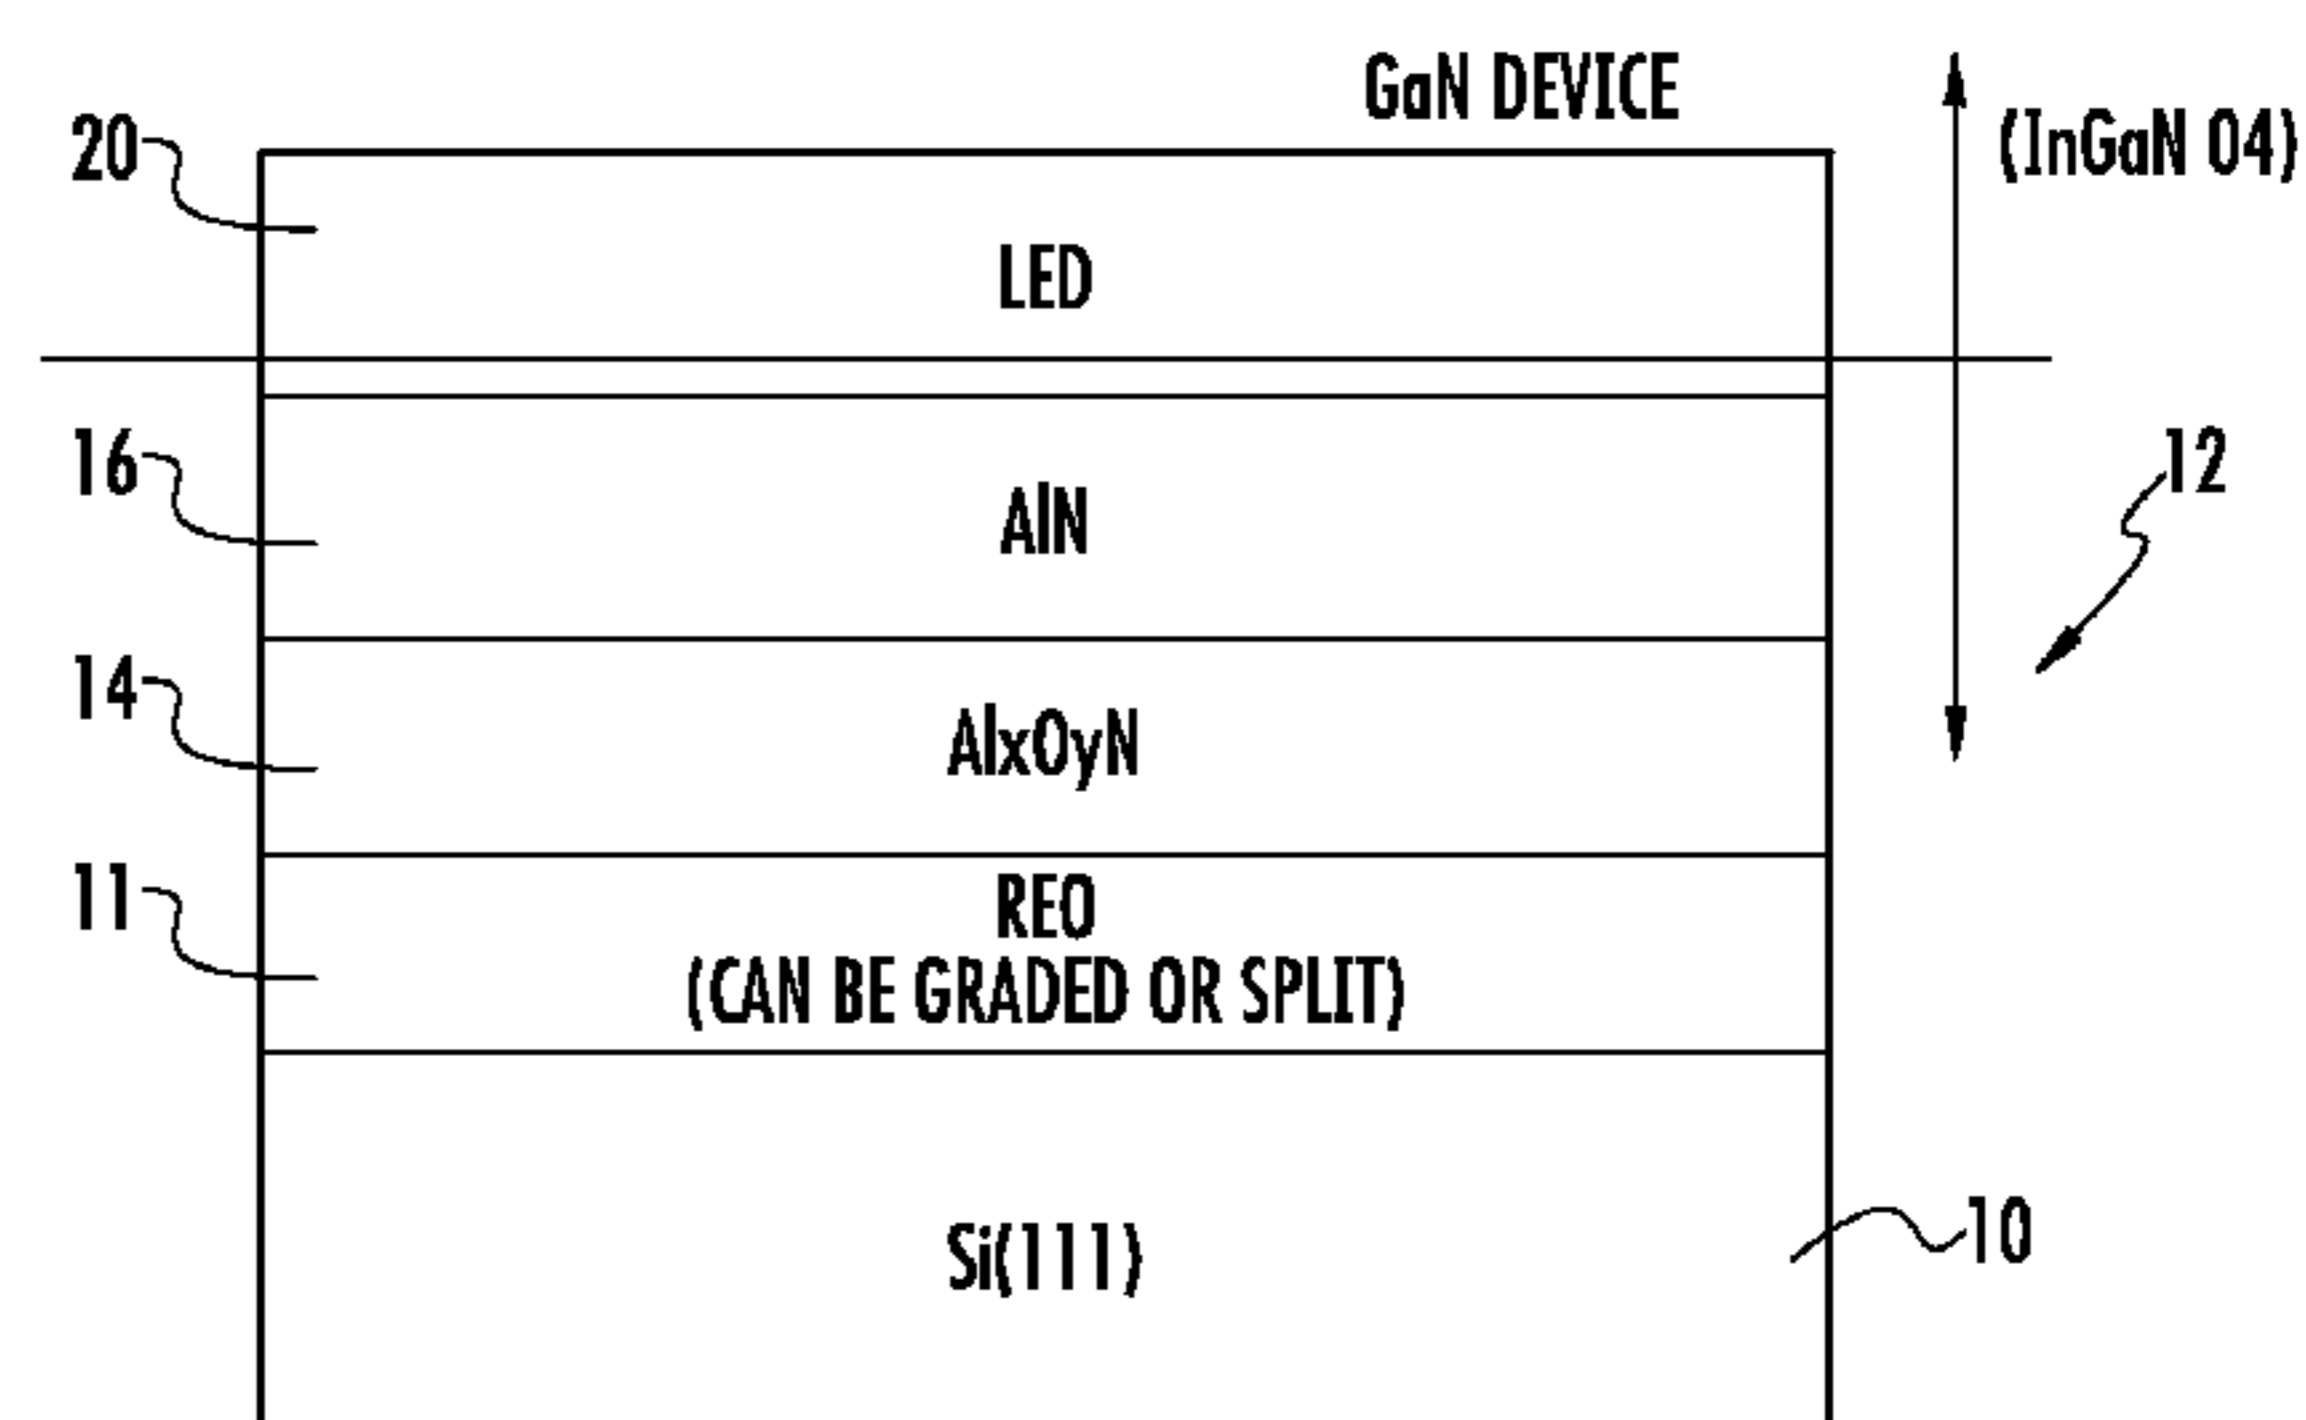 GaN DEVICE
(InGaN 04)
20
LED
16
AlN
12
14
AlxOyN
11
REO
(CAN BE GRADED OR SPLIT)
Si(111)
10